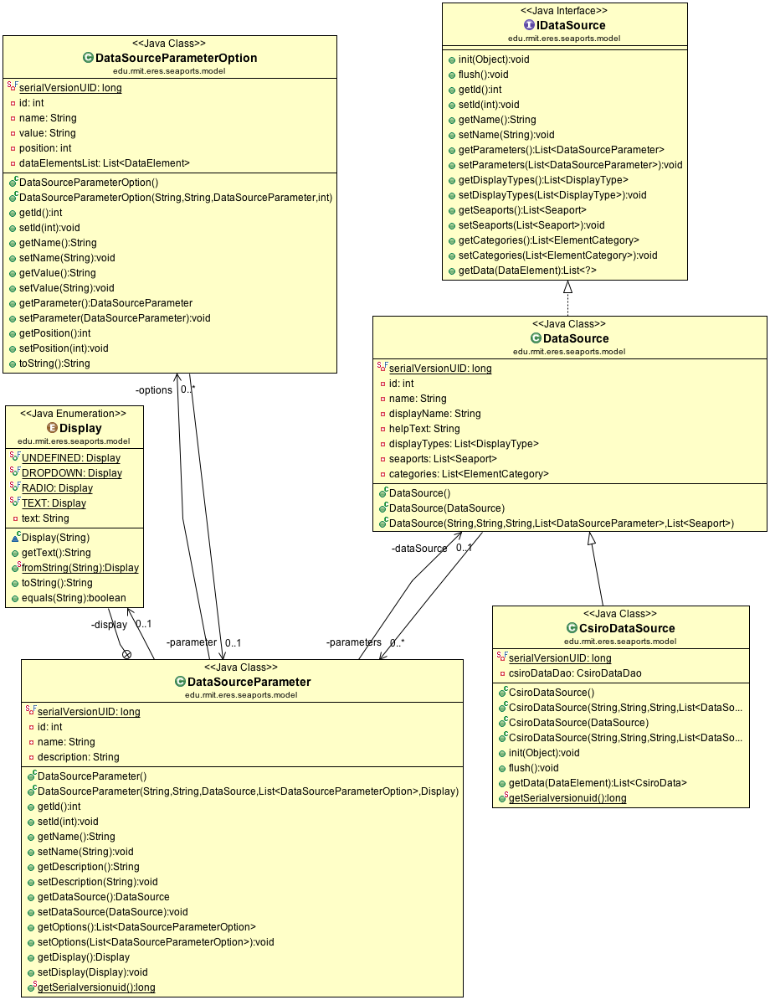 <<Java Class>>
DataSourceParameterOption
edu.rmit.eres.seaports.model
serialVersionUID: long
id: int
name: String
value: String
position: int
dataElementsList: List<DataElement>
DataSourceParameterOption()
DataSourceParameterOption(String,String,DataSourceParameter,int)
getId():int
setId(int):void
getName():String
setName(String):void
getValue():String
setValue(String):void
getParameter():DataSourceParameter
setParameter(DataSourceParameter):void
getPosition():int
setPosition(int):void
toString():String
<<Java Interface>>
IDataSource
edu.rmit.eres.seaports.model
init(Object):void
flush():void
getId():int
setId(int):void
getName():String
setName(String):void
getParameters():List<DataSourceParameter>
setParameters(List<DataSourceParameter>):void
getDisplayTypes():List<DisplayType>
setDisplayTypes(List<DisplayType>):void
getSeaports():List<Seaport>
setSeaports(List<Seaport>):void
getCategories():List<ElementCategory>
setCategories(List<ElementCategory>):void
getData(DataElement):List<?>
<<Java Class>>
DataSource
edu.rmit.eres.seaports.model
serialVersionUID: long
id: int
name: String
displayName: String
helpText: String
displayTypes: List<DisplayType>
seaports: List<Seaport>
categories: List<ElementCategory>
DataSource()
DataSource(DataSource)
DataSource(String,String,String,List<DataSourceParameter>,List<Seaport>)
-options 0..*
<<Java Enumeration>>
Display
edu.rmit.eres.seaports.model
UNDEFINED: Display
DROPDOWN: Display
RADIO: Display
TEXT: Display
text: String
Display(String)
getText():String
fromString(String):Display
toString():String
equals(String):boolean
-dataSource 0..1
-display 0..1
-parameter 0..1
-parameters 0..*
<<Java Class>>
CsiroDataSource
edu.rmit.eres.seaports.model
serialVersionUID: long
csiroDataDao: CsiroDataDao
CsiroDataSource()
CsiroDataSource(String,String,String,List<DataSo...
CsiroDataSource(DataSource)
CsiroDataSource(String,String,String,List<DataSo...
init(Object):void
flush():void
getData(DataElement):List<CsiroData>
getSerialversionuid():long
<<Java Class>>
DataSourceParameter
edu.rmit.eres.seaports.model
serialVersionUID: long
id: int
name: String
description: String
DataSourceParameter()
DataSourceParameter(String,String,DataSource,List<DataSourceParameterOption>,Display)
getId():int
setId(int):void
getName():String
setName(String):void
getDescription():String
setDescription(String):void
getDataSource():DataSource
setDataSource(DataSource):void
getOptions():List<DataSourceParameterOption>
setOptions(List<DataSourceParameterOption>):void
getDisplay():Display
setDisplay(Display):void
getSerialversionuid():long